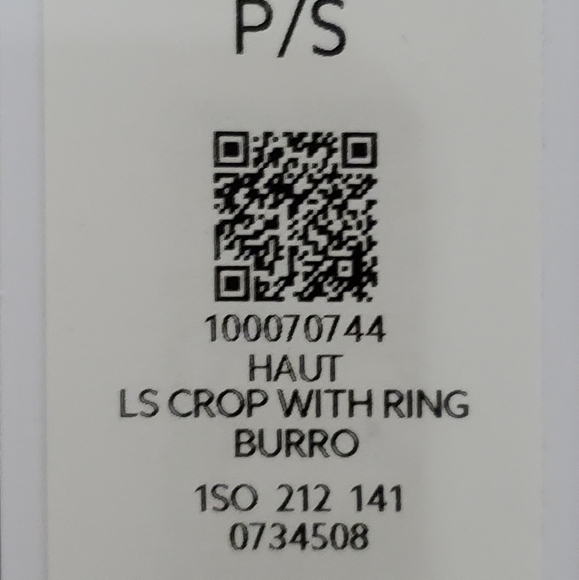 P/S
100070744
HAUT
LS CROP WITH RING
BURRO
1SO 212 141
0734508